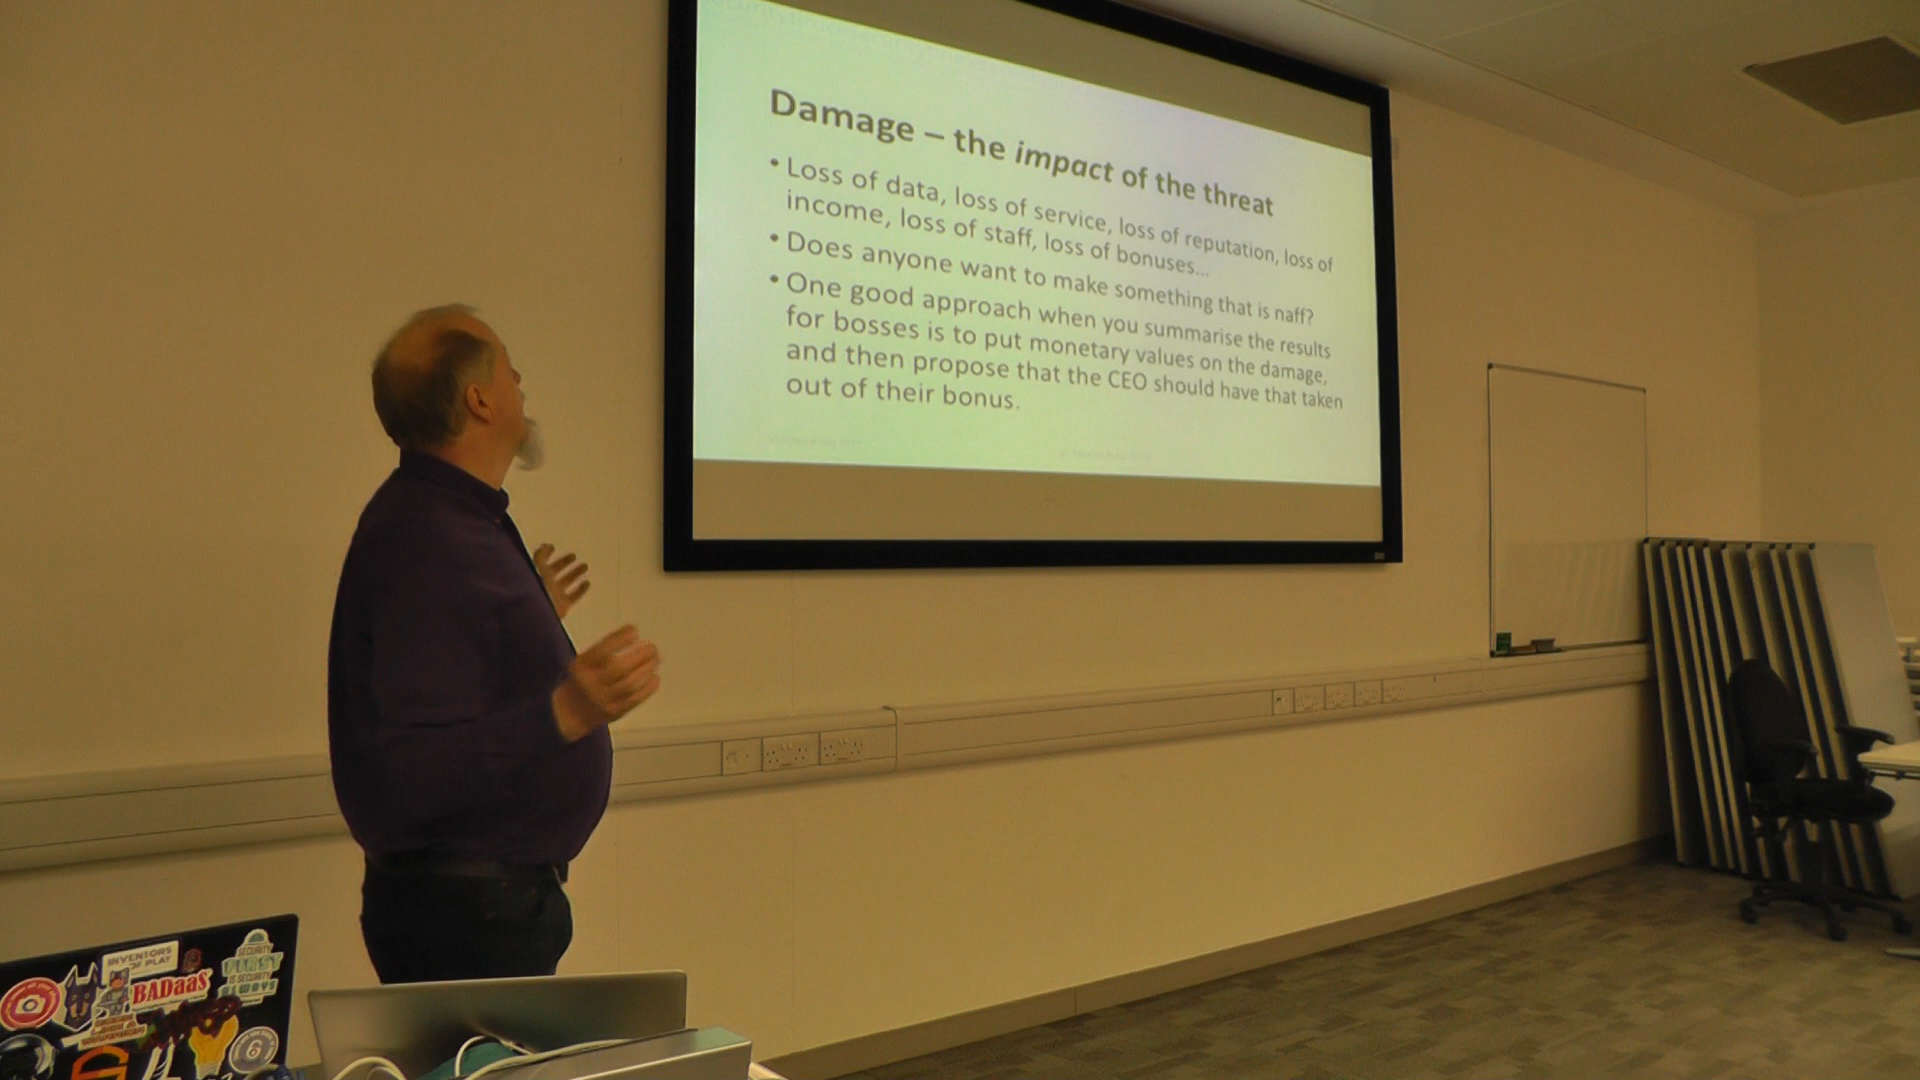 Damage – the impact of the threat
• Loss of data, loss of service, loss of reputation, loss of
income, loss of staff, loss of bonuses...
• Does anyone want to make something that is naff?
• One good approach when you summarise the results
for bosses is to put monetary values on the damage,
and then propose that the CEO should have that taken
out of their bonus.
INVENTORS
OF PLAY
BADaaS
SECURITY
FIRST
IS SECURITY
ALWAYS